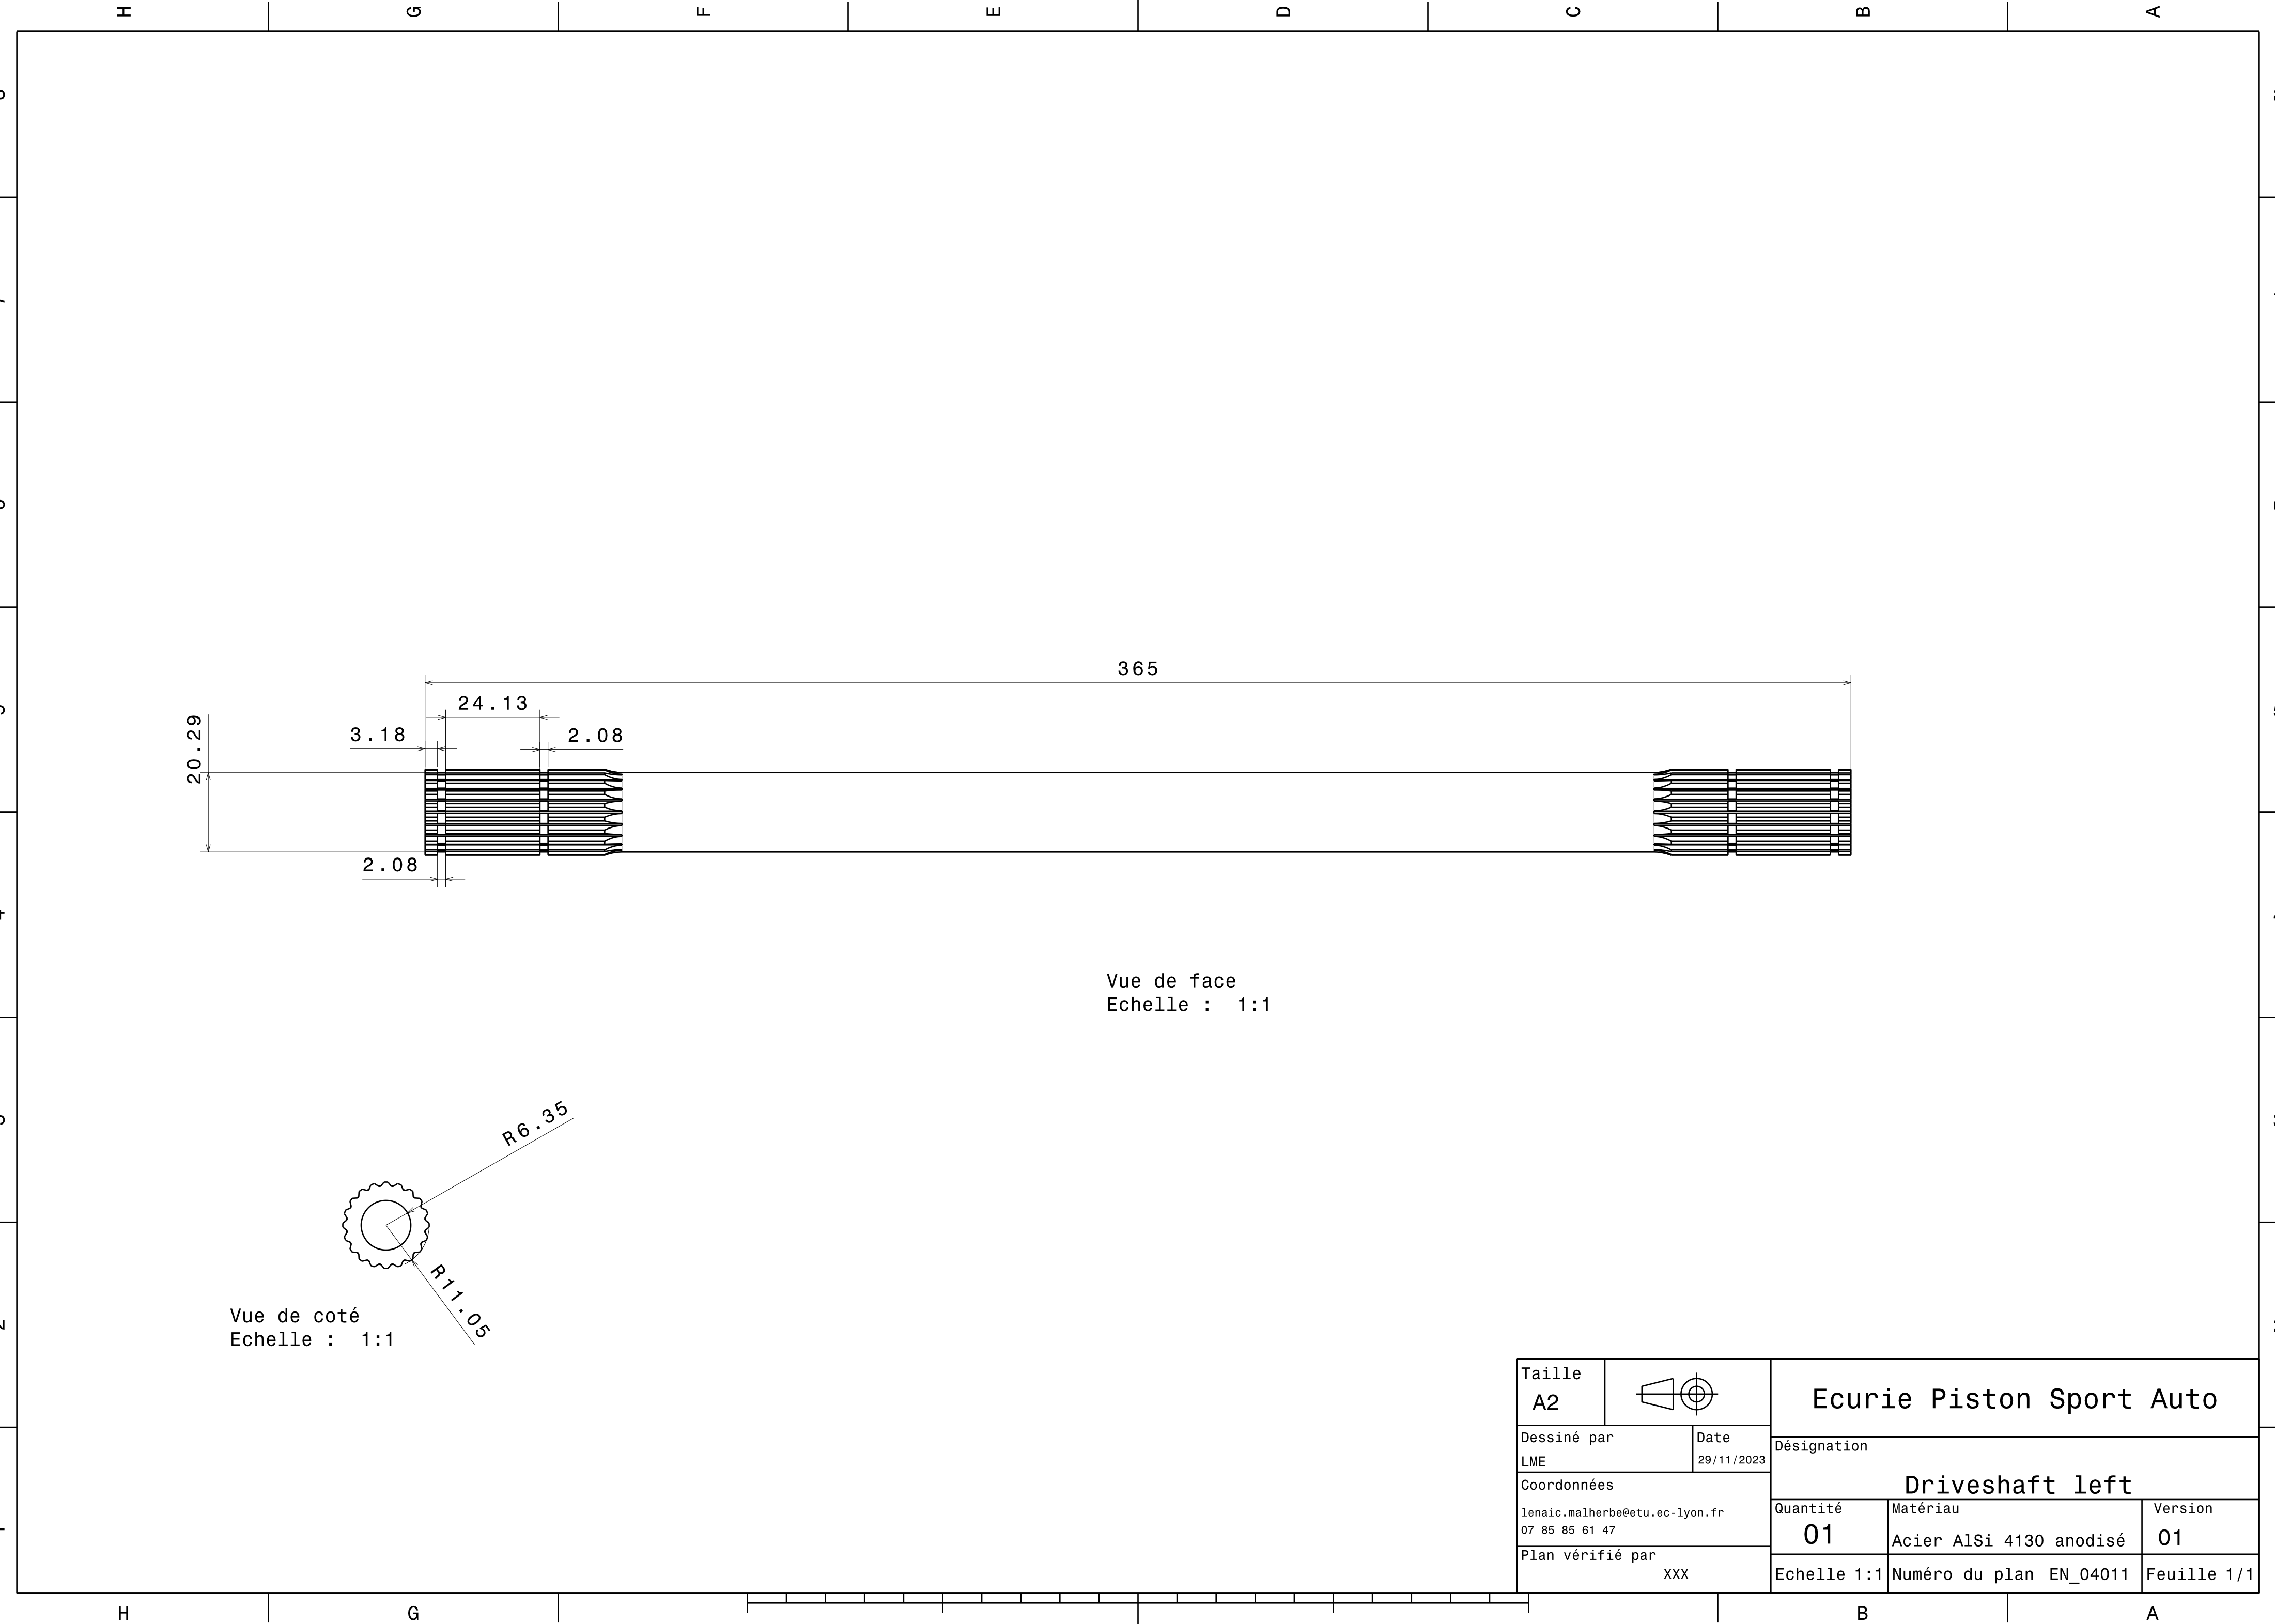 H G F E D C B A
365
24.13
3.18
2.08
20.29
2.08
Vue de face
Echelle : 1:1
R6.35
R11.05
Vue de coté
Echelle : 1:1
Taille
A2
Ecurie Piston Sport Auto
Dessiné par
LME
Date
29/11/2023
Désignation
Driveshaft left
Coordonnées
lenaic.malherbe@etu.ec-lyon.fr
07 85 85 61 47
Quantité
01
Matériau
Acier AlSi 4130 anodisé
Version
01
Plan vérifié par
XXX
Echelle 1:1
Numéro du plan EN_04011
Feuille 1/1
H G B A